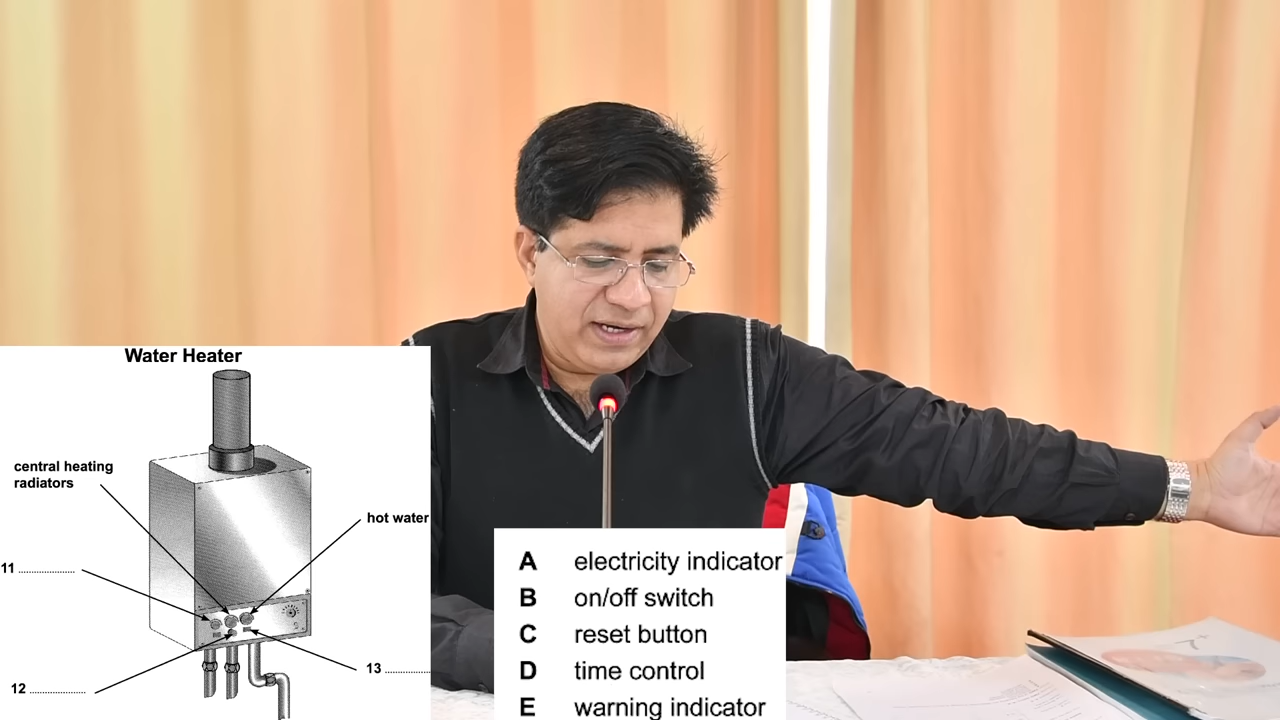 Water Heater
central heating
radiators
hot water
11 ....................
12 ....................
13 ................
A electricity indicator
B on/off switch
C reset button
D time control
E warning indicator